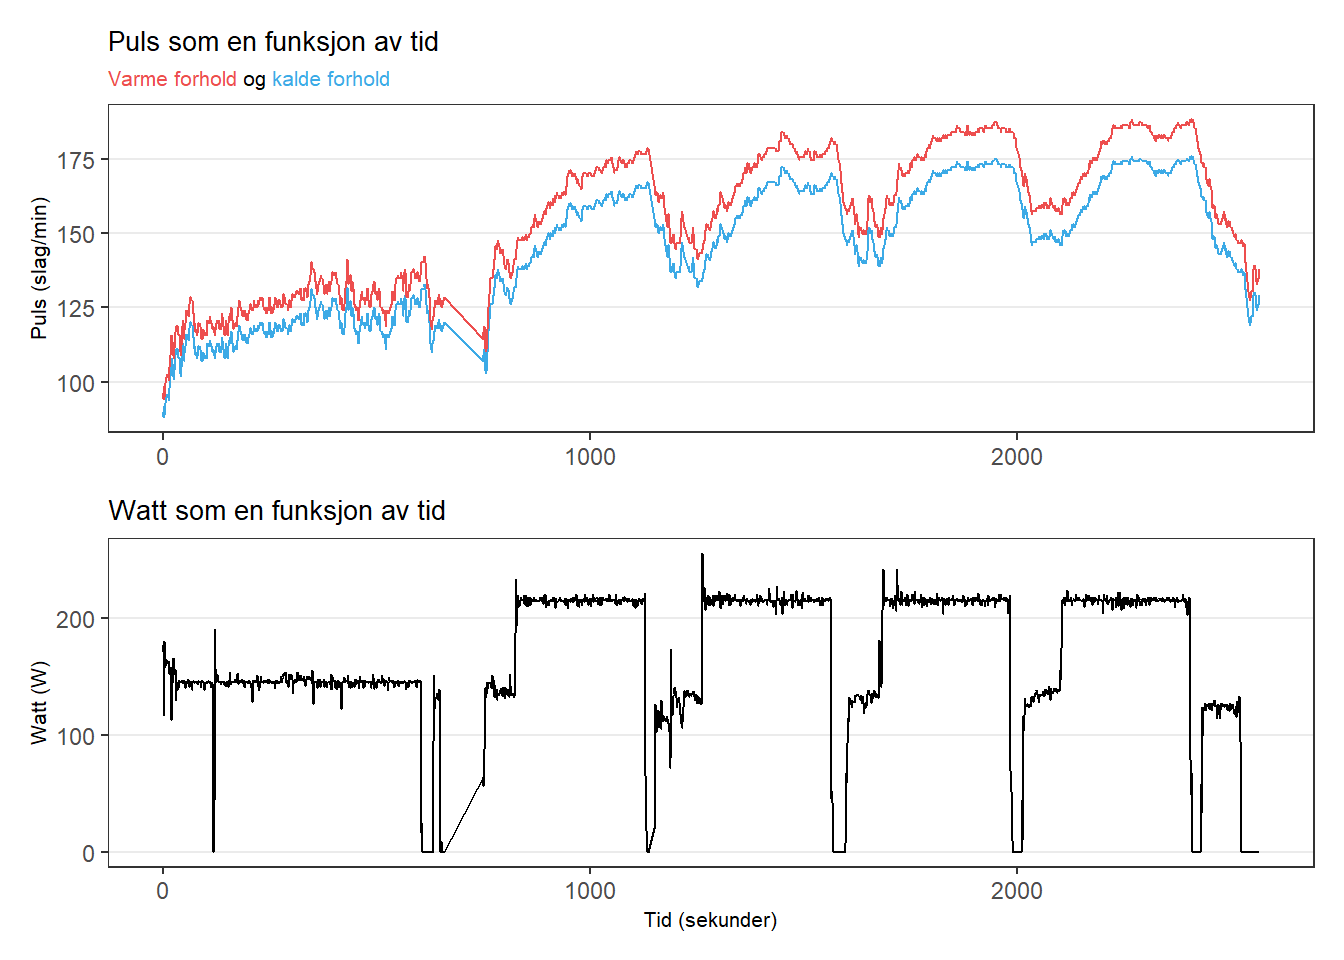 Puls som en funksjon av tid
Varme forhold og kalde forhold
Puls (slag/min)
175
150
125
100
0 1000 2000
Watt som en funksjon av tid
Watt (W)
200
100
0
0 1000 2000
Tid (sekunder)